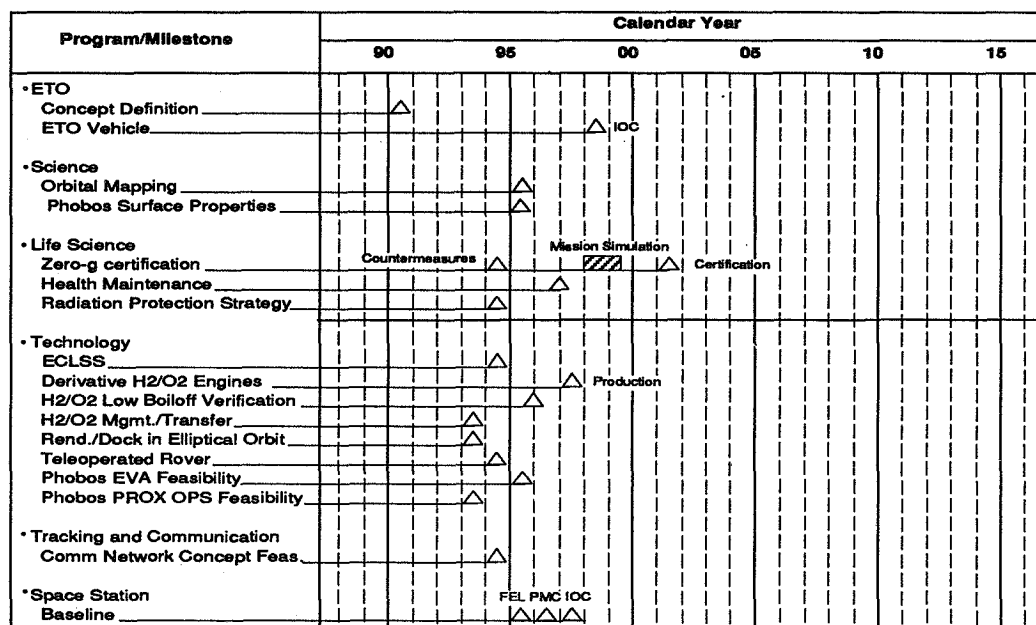 Program/Milestone
Calendar Year
90 95 00 05 10 15
•ETO
Concept Definition
ETO Vehicle IOC
•Science
Orbital Mapping
Phobos Surface Properties
•Life Science Mission Simulation
Zero-g certification Countermeasures Certification
Health Maintenance
Radiation Protection Strategy
•Technology
ECLSS
Derivative H2/O2 Engines Production
H2/O2 Low Boiloff Verification
H2/O2 Mgmt./Transfer
Rend./Dock in Elliptical Orbit
Teleoperated Rover
Phobos EVA Feasibility
Phobos PROX OPS Feasibility
•Tracking and Communication
Comm Network Concept Feas
•Space Station FEL PMC IOC
Baseline